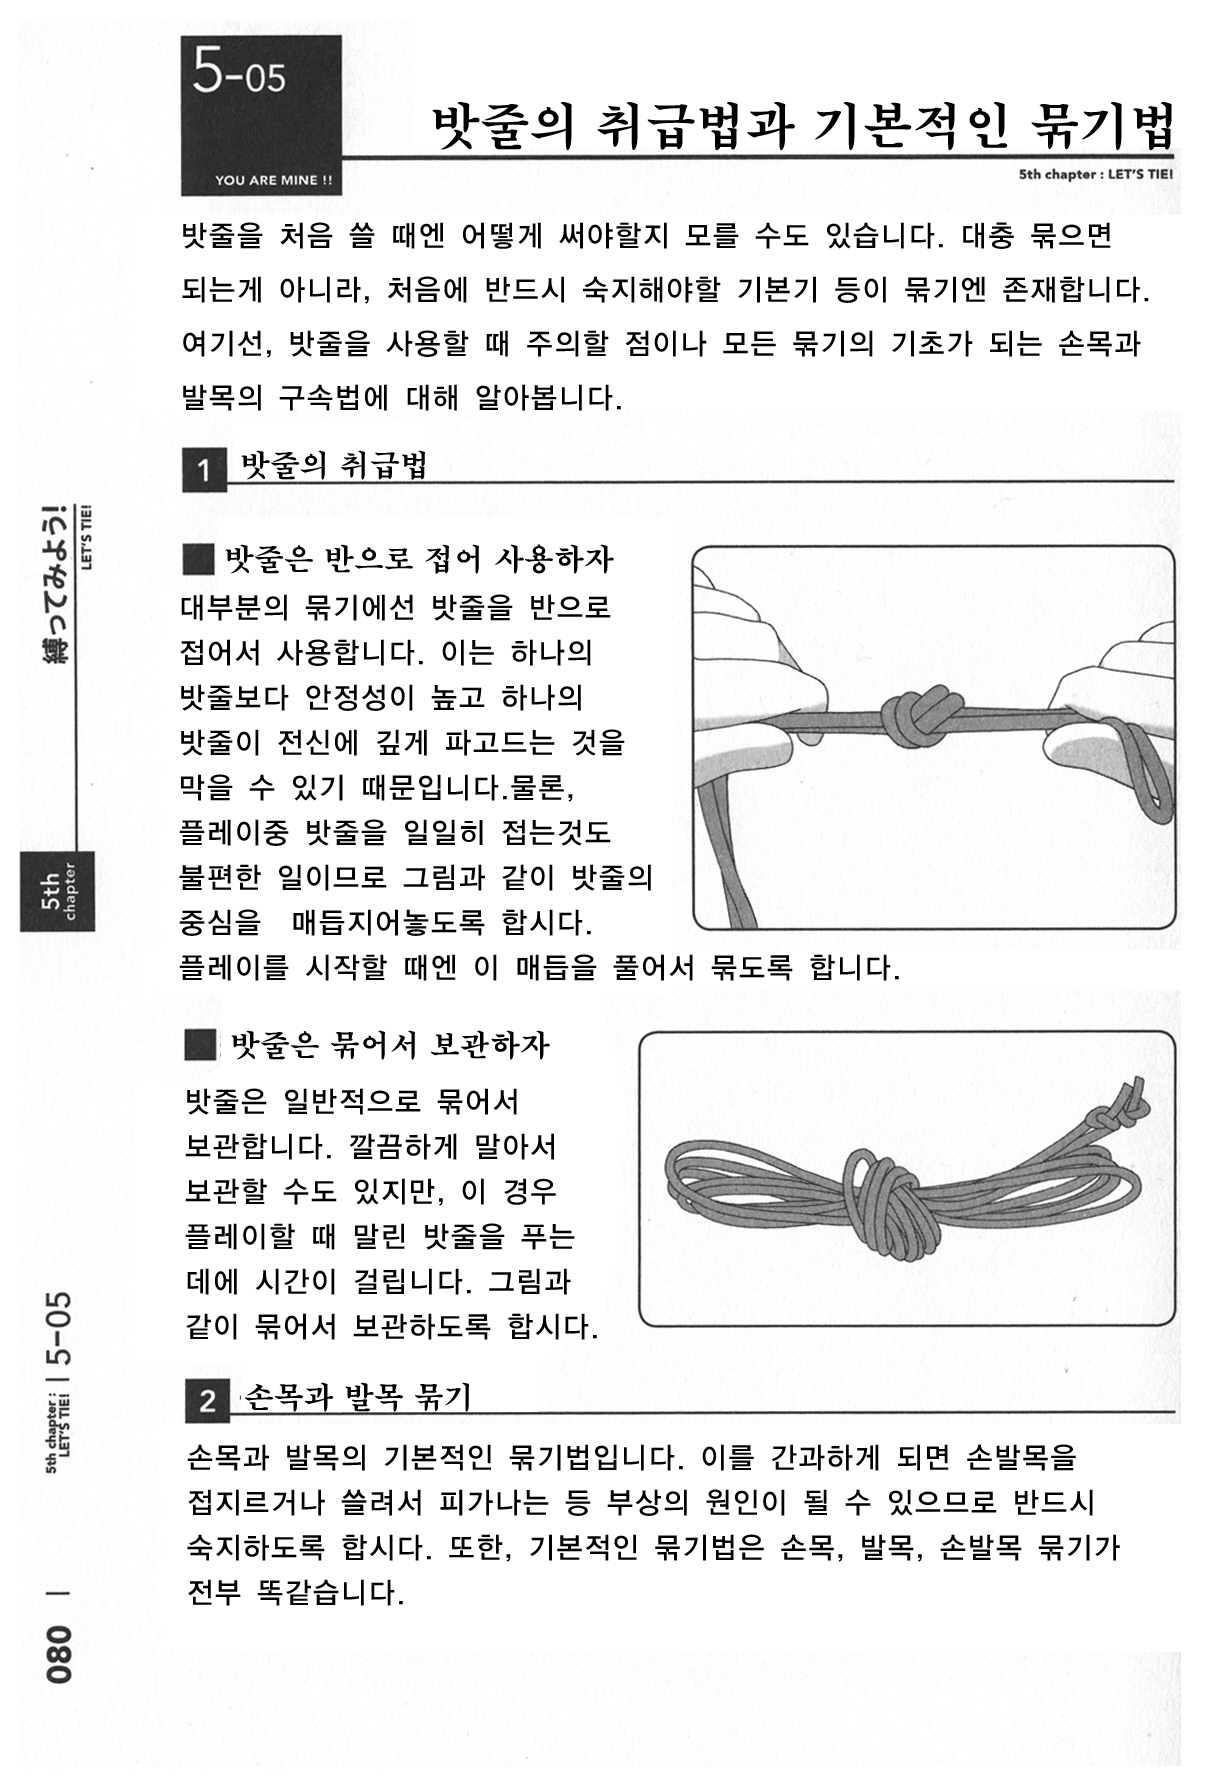 5-05
YOU ARE MINE !!
밧줄의 취급법과 기본적인 묶기법
5th chapter : LET'S TIE!
밧줄을 처음 쓸 때엔 어떻게 써야할지 모를 수도 있습니다. 대충 묶으면
되는게 아니라, 처음에 반드시 숙지해야할 기본기 등이 묶기엔 존재합니다.
여기선, 밧줄을 사용할 때 주의할 점이나 모든 묶기의 기초가 되는 손목과
발목의 구속법에 대해 알아봅니다.
1 밧줄의 취급법
■ 밧줄은 반으로 접어 사용하자
대부분의 묶기에선 밧줄을 반으로
접어서 사용합니다. 이는 하나의
밧줄보다 안정성이 높고 하나의
밧줄이 전신에 깊게 파고드는 것을
막을 수 있기 때문입니다.물론,
플레이중 밧줄을 일일히 접는것도
불편한 일이므로 그림과 같이 밧줄의
중심을 매듭지어놓도록 합시다.
플레이를 시작할 때엔 이 매듭을 풀어서 묶도록 합니다.
■ 밧줄은 묶어서 보관하자
밧줄은 일반적으로 묶어서
보관합니다. 깔끔하게 말아서
보관할 수도 있지만, 이 경우
플레이할 때 말린 밧줄을 푸는
데에 시간이 걸립니다. 그림과
같이 묶어서 보관하도록 합시다.
2 손목과 발목 묶기
손목과 발목의 기본적인 묶기법입니다. 이를 간과하게 되면 손발목을
접지르거나 쓸려서 피가나는 등 부상의 원인이 될 수 있으므로 반드시
숙지하도록 합시다. 또한, 기본적인 묶기법은 손목, 발목, 손발목 묶기가
전부 똑같습니다.
縛ってみよう!
LET'S TIE!
5th
chapter
5th chapter :
LET'S TIE!
5-05
080